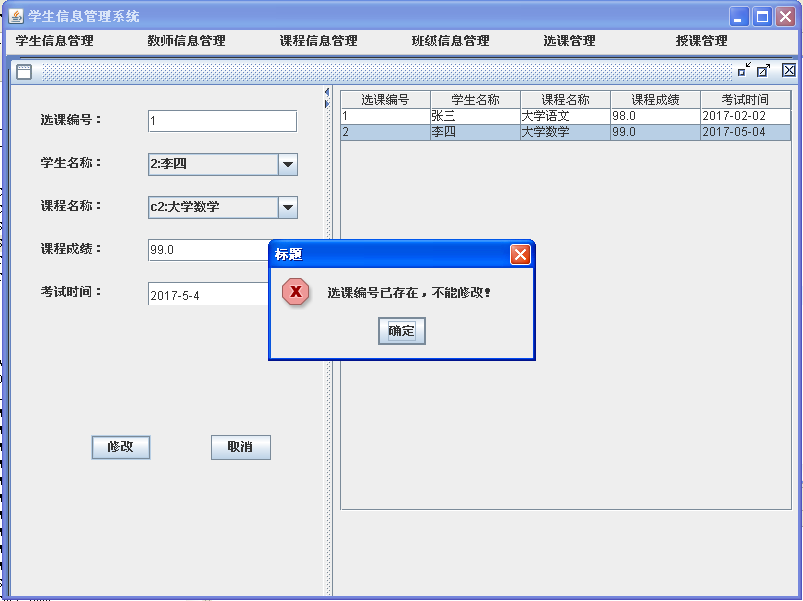 学生信息管理系统
学生信息管理 教师信息管理 课程信息管理 班级信息管理 选课管理 授课管理
选课编号： 1
学生名称： 2:李四
课程名称： c2:大学数学
课程成绩： 99.0
考试时间： 2017-5-4
修改 取消
选课编号 学生名称 课程名称 课程成绩 考试时间
1 张三 大学语文 98.0 2017-02-02
2 李四 大学数学 99.0 2017-05-04
标题
选课编号已存在，不能修改!
确定